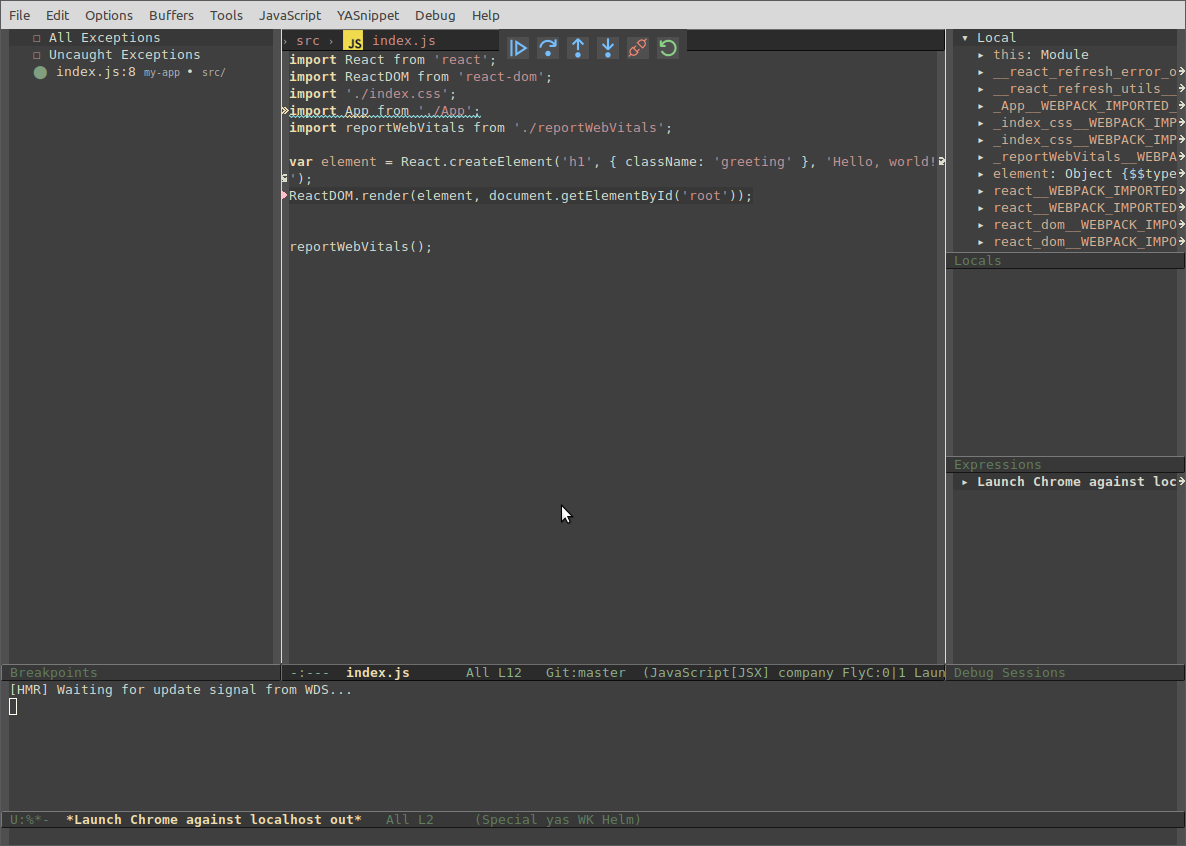 File Edit Options Buffers Tools JavaScript YASnippet Debug Help
All Exceptions
Uncaught Exceptions
index.js:8 my-app • src/
Breakpoints
› src › JS index.js
import React from 'react';
import ReactDOM from 'react-dom';
import './index.css';
import App from './App';
import reportWebVitals from './reportWebVitals';
var element = React.createElement('h1', { className: 'greeting' }, 'Hello, world!
');
ReactDOM.render(element, document.getElementById('root'));
reportWebVitals();
-:--- index.js All L12 Git:master (JavaScript[JSX] company FlyC:0|1 Laun
▾ Local
▸ this: Module
▸ __react_refresh_error_o
▸ __react_refresh_utils__
▸ _App__WEBPACK_IMPORTED_
▸ _index_css__WEBPACK_IMP
▸ _index_css__WEBPACK_IMP
▸ _reportWebVitals__WEBPA
▸ element: Object {$$type
▸ react__WEBPACK_IMPORTED
▸ react__WEBPACK_IMPORTED
▸ react_dom__WEBPACK_IMPO
▸ react_dom__WEBPACK_IMPO
Locals
Expressions
▸ Launch Chrome against loc
Debug Sessions
[HMR] Waiting for update signal from WDS...
U:%*- *Launch Chrome against localhost out* All L2 (Special yas WK Helm)